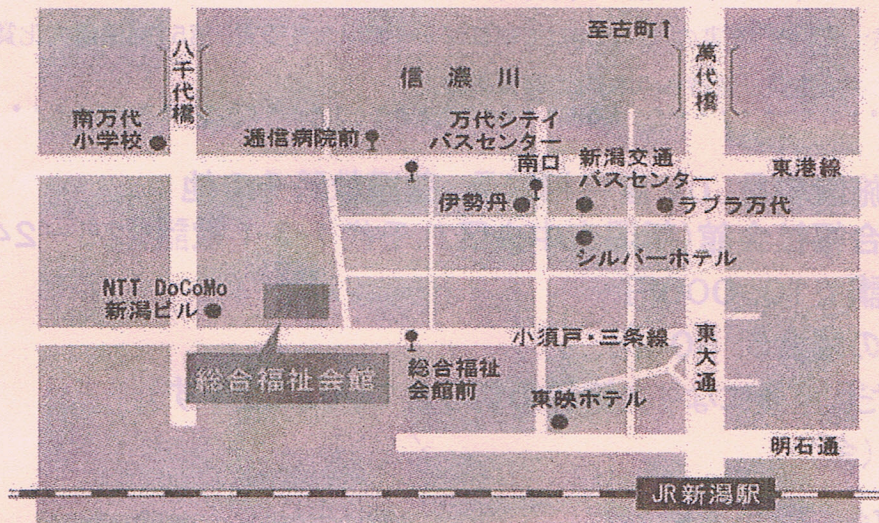 至古町↑
八千代橋
信濃川
萬代橋
南万代
小学校
逓信病院前
万代シテイ
バスセンター
南口
新潟交通
バスセンター
東港線
伊勢丹
ラブラ万代
シルバーホテル
NTT DoCoMo
新潟ビル
小須戸・三条線
東大通
総合福祉会館
総合福祉
会館前
東映ホテル
明石通
JR新潟駅